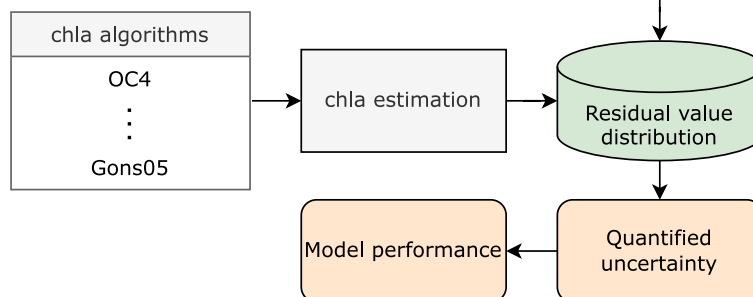 chla algorithms
OC4
⋮
Gons05
chla estimation
Residual value
distribution
Model performance
Quantified
uncertainty